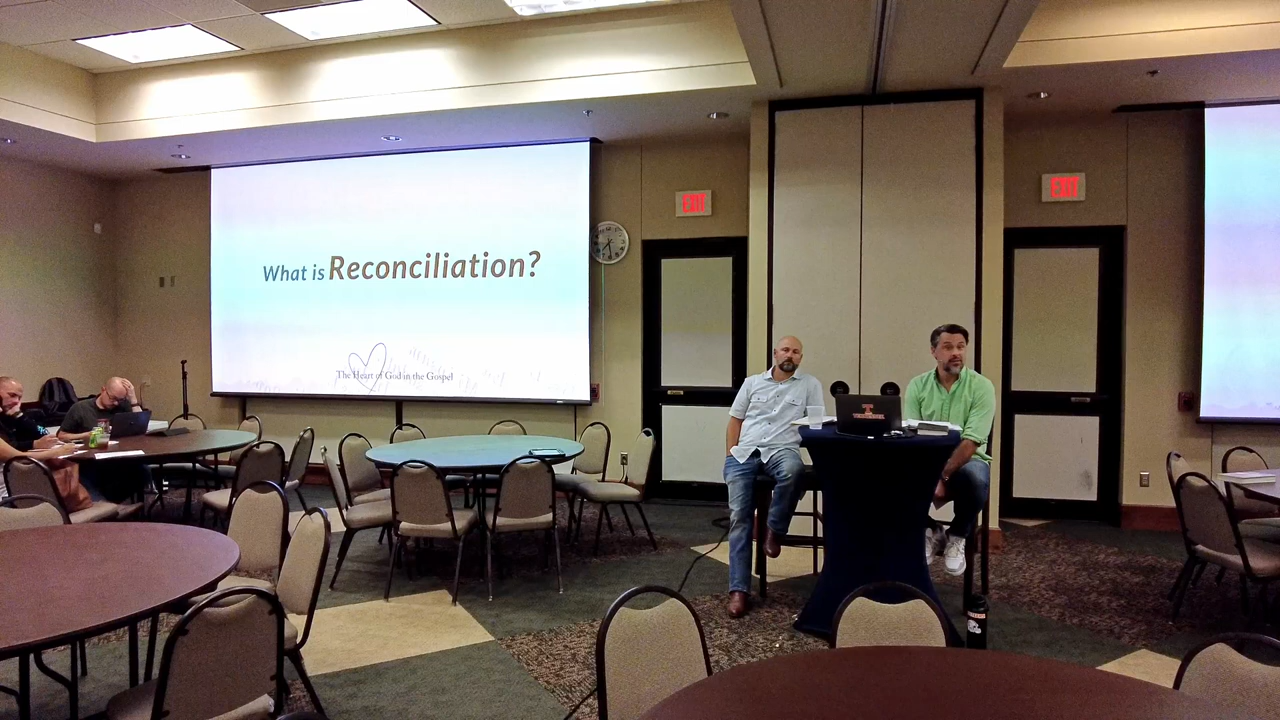 What is Reconciliation?
The Heart of God in the Gospel
EXIT
EXIT
T